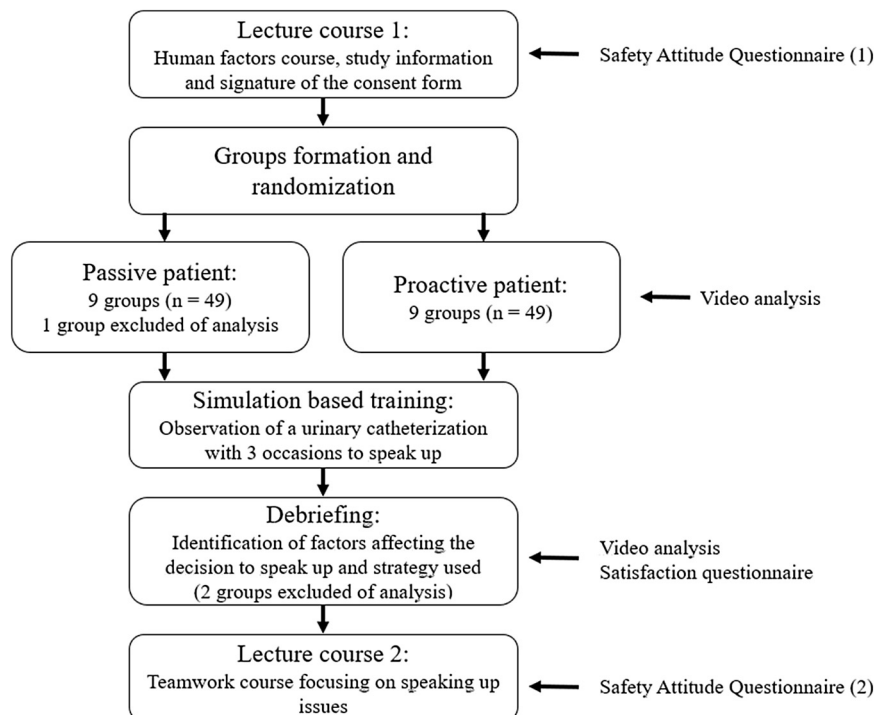 Lecture course 1:
Human factors course, study information
and signature of the consent form
Safety Attitude Questionnaire (1)
Groups formation and
randomization
Passive patient:
9 groups (n = 49)
1 group excluded of analysis
Proactive patient:
9 groups (n = 49)
Video analysis
Simulation based training:
Observation of a urinary catheterization
with 3 occasions to speak up
Debriefing:
Identification of factors affecting the
decision to speak up and strategy used
(2 groups excluded of analysis)
Video analysis
Satisfaction questionnaire
Lecture course 2:
Teamwork course focusing on speaking up
issues
Safety Attitude Questionnaire (2)